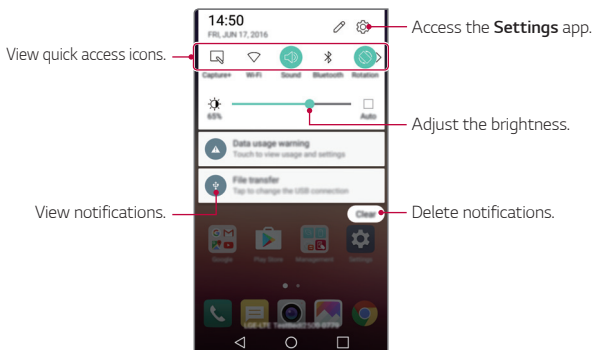 14:50
FRI, JUN 17, 2016
Access the Settings app.
View quick access icons.
Capture+ Wi-Fi Sound Bluetooth Rotation
65%
Auto
Adjust the brightness.
Data usage warning
Touch to view usage and settings
File transfer
Tap to change the USB connection
View notifications.
Clear
Delete notifications.
Google Play Store Management Settings